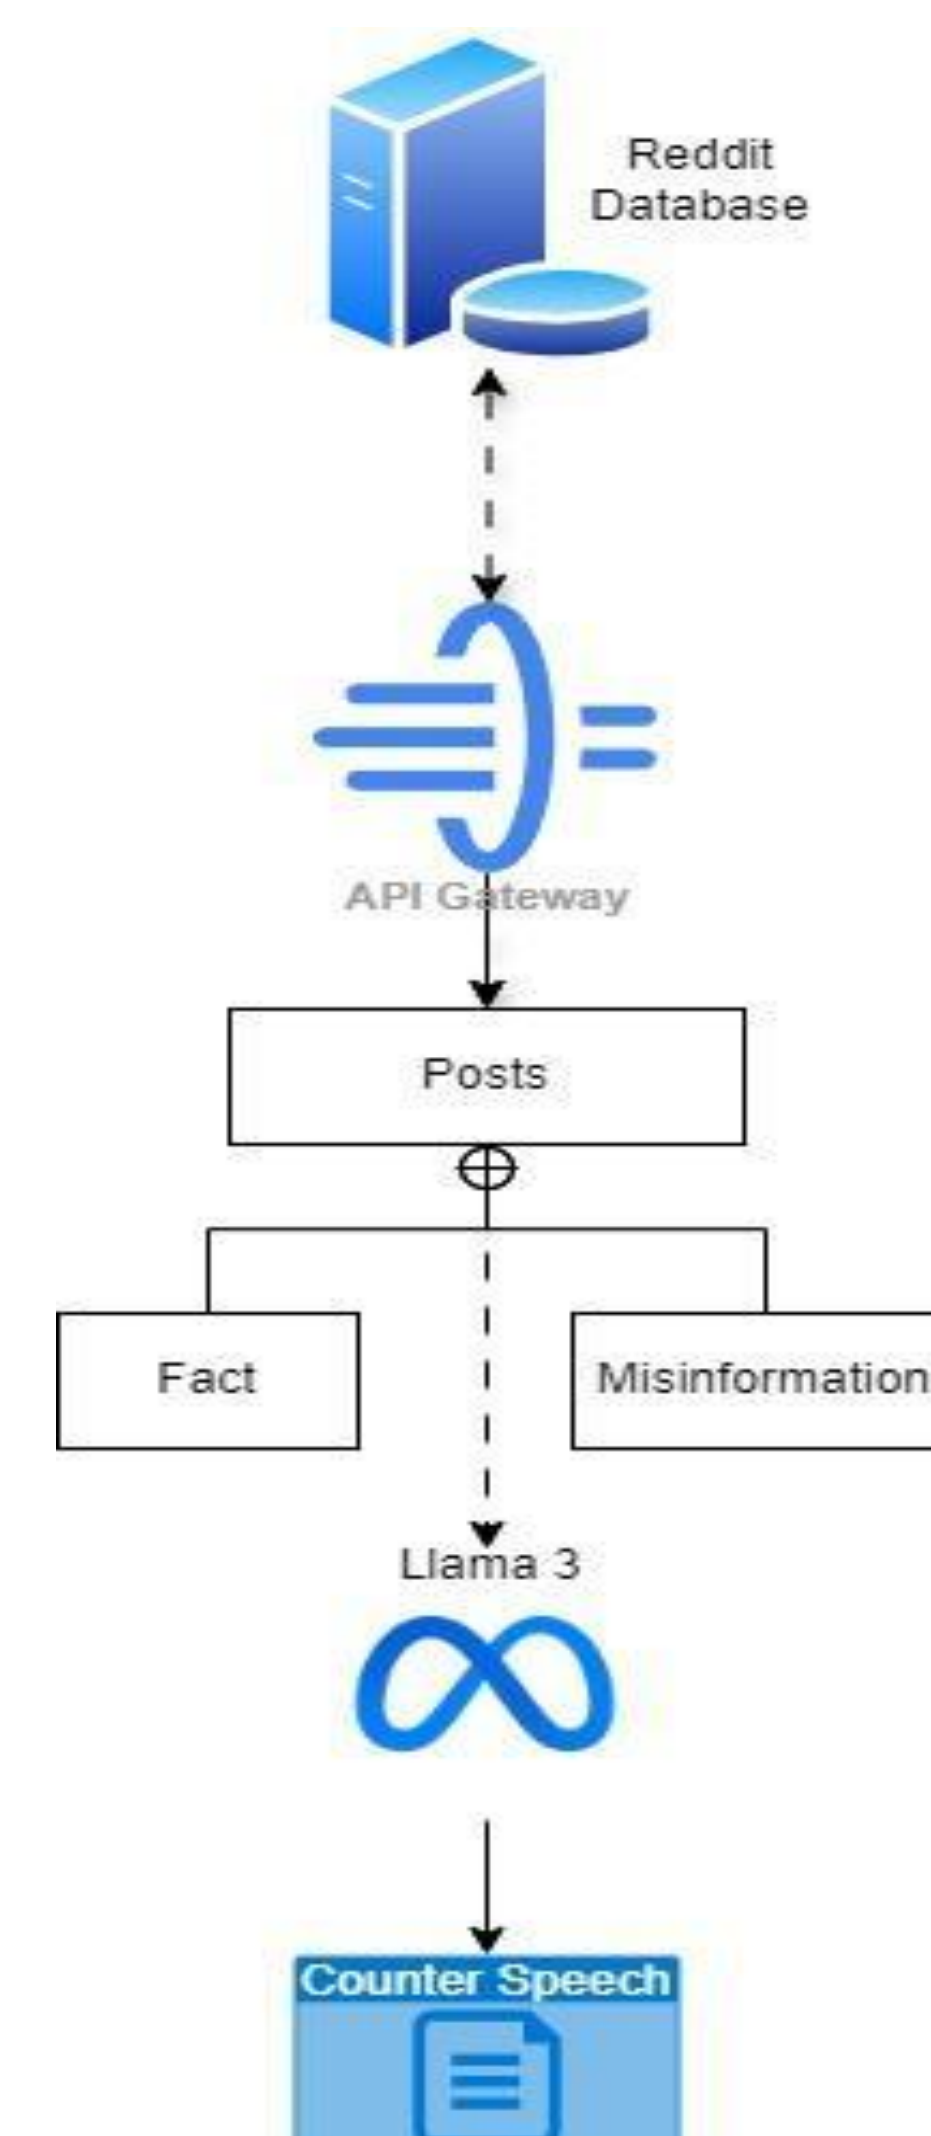 Reddit
Database
API Gateway
Posts
Fact
Misinformation
Llama 3
Counter Speech